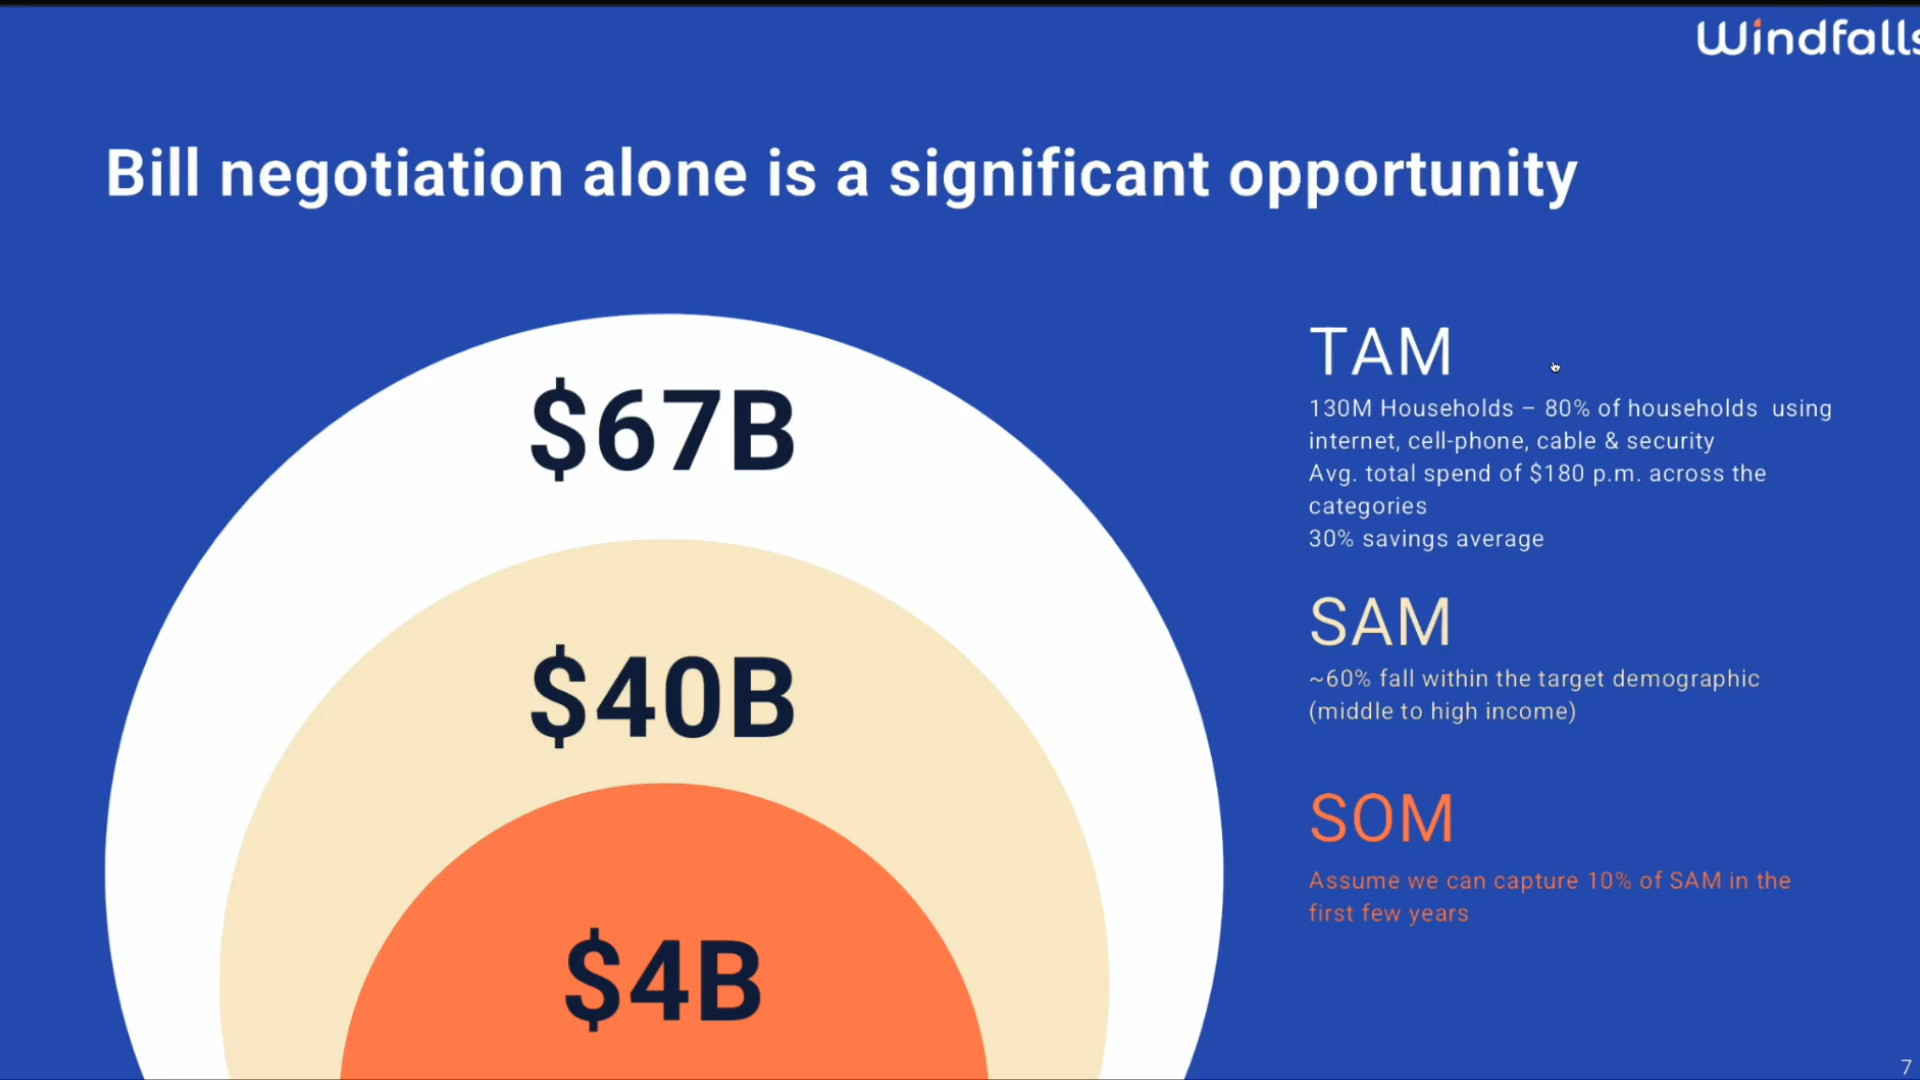 Windfalls
Bill negotiation alone is a significant opportunity
$67B
$40B
$4B
TAM
130M Households – 80% of households using
internet, cell-phone, cable & security
Avg. total spend of $180 p.m. across the
categories
30% savings average
SAM
~60% fall within the target demographic
(middle to high income)
SOM
Assume we can capture 10% of SAM in the
first few years
7